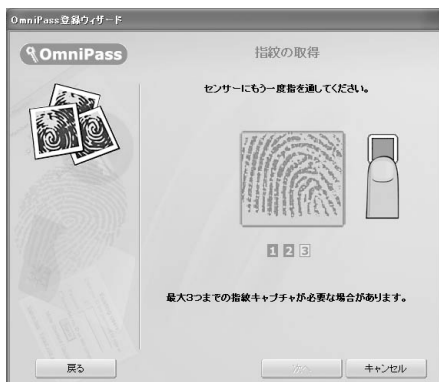 OmniPass登録ウィザード
OmniPass
指紋の取得
センサーにもう一度指を通してください。
1 2 3
最大3つまでの指紋キャプチャが必要な場合があります。
戻る
次へ
キャンセル